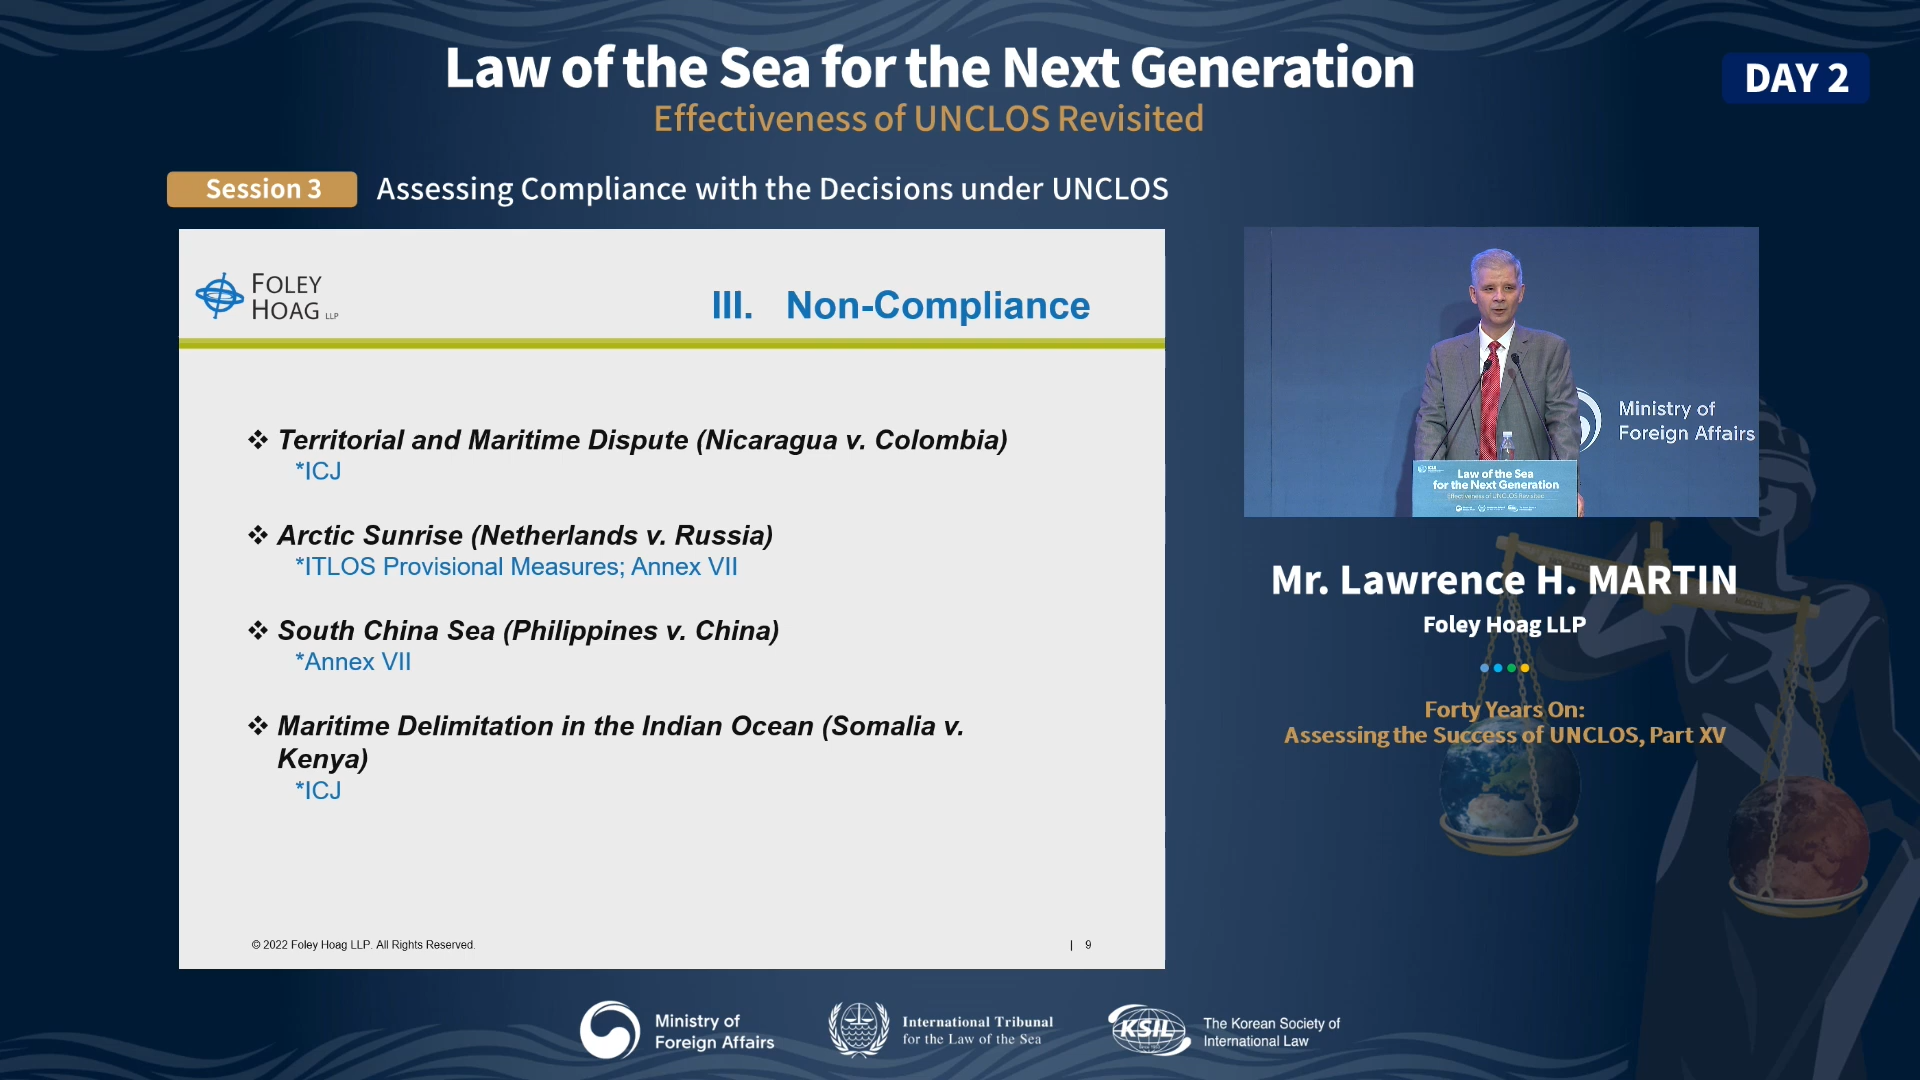 Law of the Sea for the Next Generation
DAY 2
Effectiveness of UNCLOS Revisited
Session 3
Assessing Compliance with the Decisions under UNCLOS
FOLEY
HOAG LLP
III. Non-Compliance
❖ Territorial and Maritime Dispute (Nicaragua v. Colombia)
*ICJ
❖ Arctic Sunrise (Netherlands v. Russia)
*ITLOS Provisional Measures; Annex VII
❖ South China Sea (Philippines v. China)
*Annex VII
❖ Maritime Delimitation in the Indian Ocean (Somalia v.
Kenya)
*ICJ
© 2022 Foley Hoag LLP. All Rights Reserved.
| 9
Ministry of
Foreign Affairs
KSIL
Law of the Sea
for the Next Generation
Effectiveness of UNCLOS Revisited
Mr. Lawrence H. MARTIN
Foley Hoag LLP
Forty Years On:
Assessing the Success of UNCLOS, Part XV
Ministry of
Foreign Affairs
International Tribunal
for the Law of the Sea
KSIL
The Korean Society of
International Law